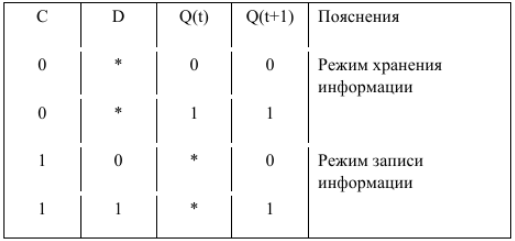 C D Q(t) Q(t+1) Пояснения
0 * 0 0 Режим хранения
информации
0 * 1 1
1 0 * 0 Режим записи
информации
1 1 * 1